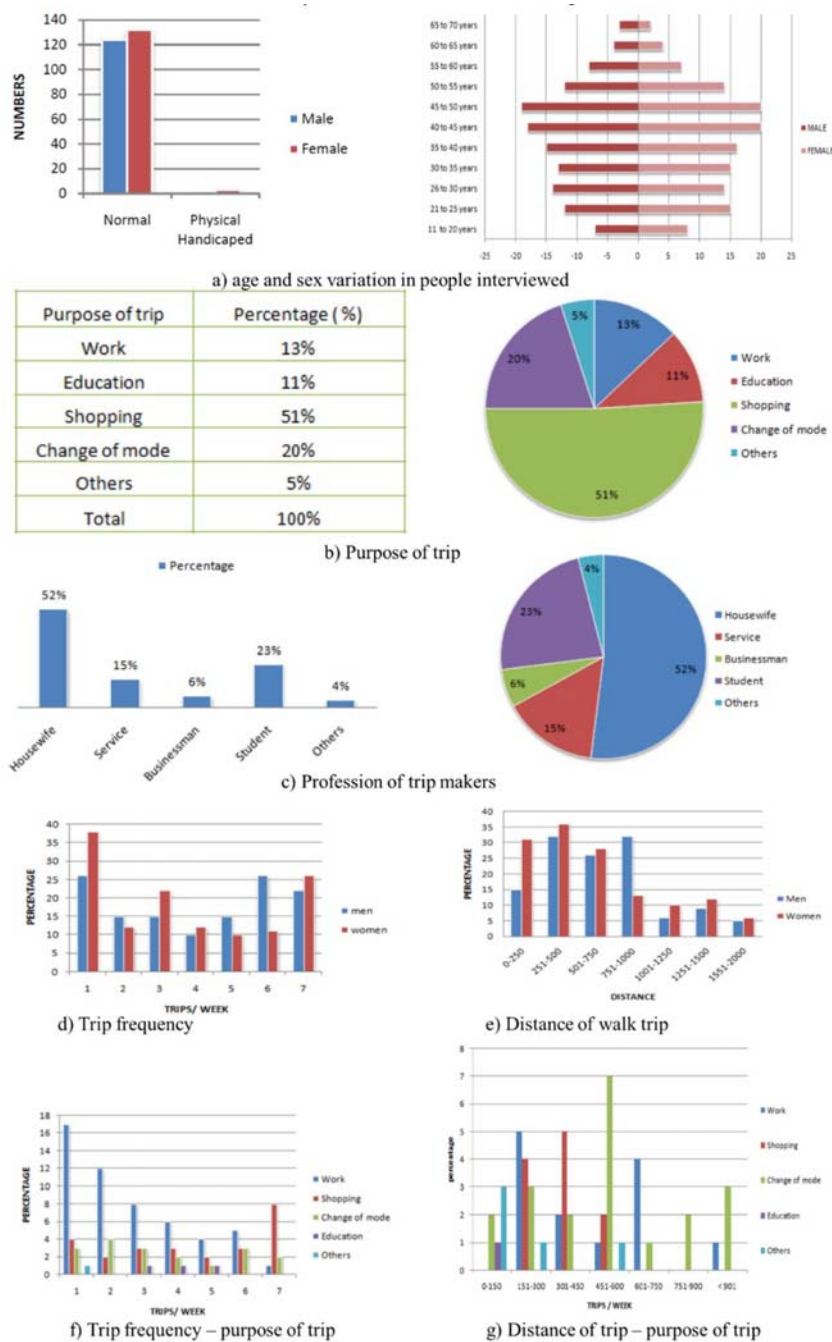 140
120
100
80
60
40
20
0
NUMBERS
Normal
Physical
Handicaped
Male
Female
65 to 70 years
60 to 65 years
55 to 60 years
50 to 55 years
45 to 50 years
40 to 45 years
35 to 40 years
30 to 35 years
26 to 30 years
21 to 25 years
11 to 20 years
-25 -20 -15 -10 -5 0 5 10 15 20 25
MALE
FEMALE
a) age and sex variation in people interviewed
Purpose of trip Percentage ( %)
Work 13%
Education 11%
Shopping 51%
Change of mode 20%
Others 5%
Total 100%
5%
13%
20%
11%
51%
Work
Education
Shopping
Change of mode
Others
b) Purpose of trip
Percentage
52%
15%
6%
23%
4%
Housewife
Service
Businessman
Student
Others
4%
23%
52%
6%
15%
Housewife
Service
Businessman
Student
Others
c) Profession of trip makers
40
35
30
25
20
15
10
5
0
PERCENTAGE
1 2 3 4 5 6 7
TRIPS/ WEEK
men
women
d) Trip frequency
40
35
30
25
20
15
10
5
0
PERCENTAGE
0-250
251-500
501-750
751-1000
1001-1250
1251-1500
1551-2000
DISTANCE
Men
Women
e) Distance of walk trip
18
16
14
12
10
8
6
4
2
0
PERCENTAGE
1 2 3 4 5 6 7
TRIPS/ WEEK
Work
Shopping
Change of mode
Education
Others
f) Trip frequency – purpose of trip
8
7
6
5
4
3
2
1
0
percentage
0-150 151-300 301-450 451-600 601-750 751-900 <901
TRIPS / WEEK
Work
Shopping
Change of mode
Education
Others
g) Distance of trip – purpose of trip